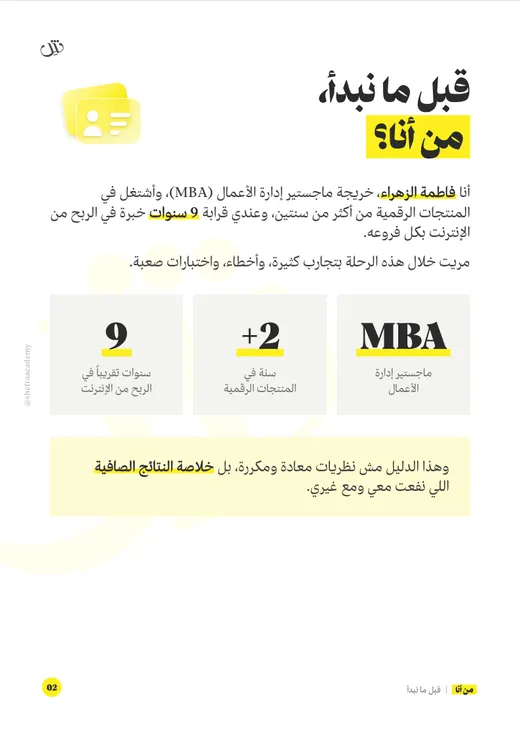 قبل ما نبدأ،
من أنا؟
أنا فاطمة الزهراء، خريجة ماجستير إدارة الأعمال (MBA)، وأشتغل في
المنتجات الرقمية من أكثر من سنتين، وعندي قرابة 9 سنوات خبرة في الربح من
الإنترنت بكل فروعه.
مريت خلال هذه الرحلة بتجارب كثيرة، وأخطاء، واختبارات صعبة.
MBA
ماجستير إدارة
الأعمال
+2
سنة في
المنتجات الرقمية
9
سنوات تقريباً في
الربح من الإنترنت
وهذا الدليل مش نظريات معادة ومكررة، بل خلاصة النتائج الصافية
اللي نفعت معي ومع غيري.
@shefraacademy
من أنا | قبل ما نبدأ
02